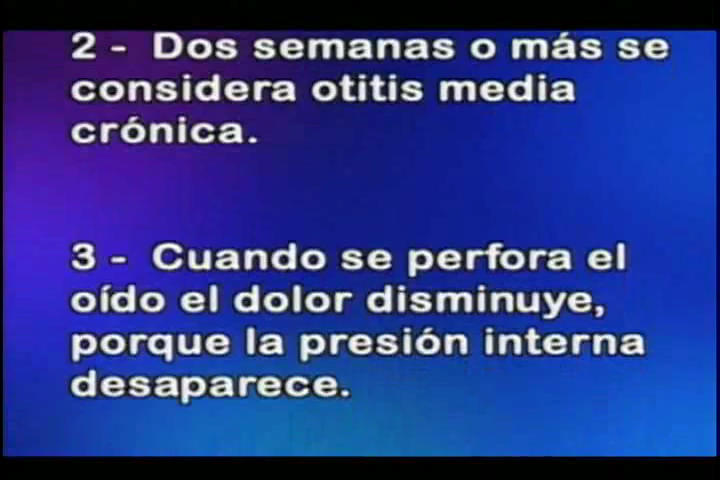 2 - Dos semanas o más se
considera otitis media
crónica.
3 - Cuando se perfora el
oído el dolor disminuye,
porque la presión interna
desaparece.